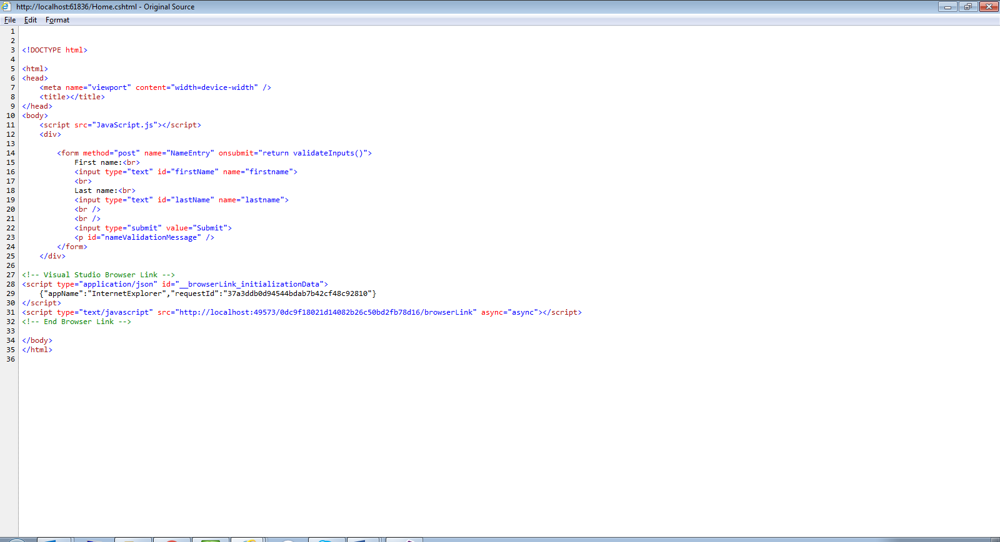 http://localhost:61836/Home.cshtml - Original Source
File Edit Format
1
2
3 <!DOCTYPE html>
4
5 <html>
6 <head>
7     <meta name="viewport" content="width=device-width" />
8     <title></title>
9 </head>
10 <body>
11     <script src="JavaScript.js"></script>
12     <div>
13
14         <form method="post" name="NameEntry" onsubmit="return validateInputs()">
15             First name:<br>
16             <input type="text" id="firstName" name="firstname">
17             <br>
18             Last name:<br>
19             <input type="text" id="lastName" name="lastname">
20             <br />
21             <br />
22             <input type="submit" value="Submit">
23             <p id="nameValidationMessage" />
24         </form>
25     </div>
26
27 <!-- Visual Studio Browser Link -->
28 <script type="application/json" id="__browserLink_initializationData">
29     {"appName":"InternetExplorer","requestId":"37a3ddb0d94544bdab7b42cf48c92810"}
30 </script>
31 <script type="text/javascript" src="http://localhost:49573/0dc9f18021d14082b26c50bd2fb78d16/browserLink" async="async"></script>
32 <!-- End Browser Link -->
33
34 </body>
35 </html>
36